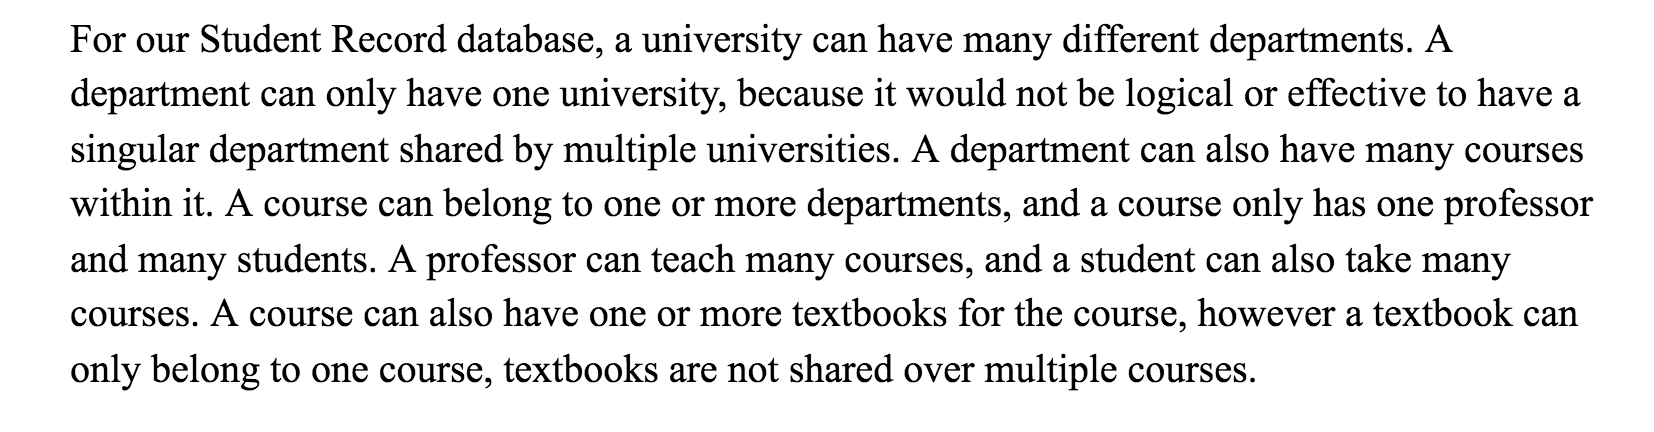 For our Student Record database, a university can have many different departments. A
department can only have one university, because it would not be logical or effective to have a
singular department shared by multiple universities. A department can also have many courses
within it. A course can belong to one or more departments, and a course only has one professor
and many students. A professor can teach many courses, and a student can also take many
courses. A course can also have one or more textbooks for the course, however a textbook can
only belong to one course, textbooks are not shared over multiple courses.